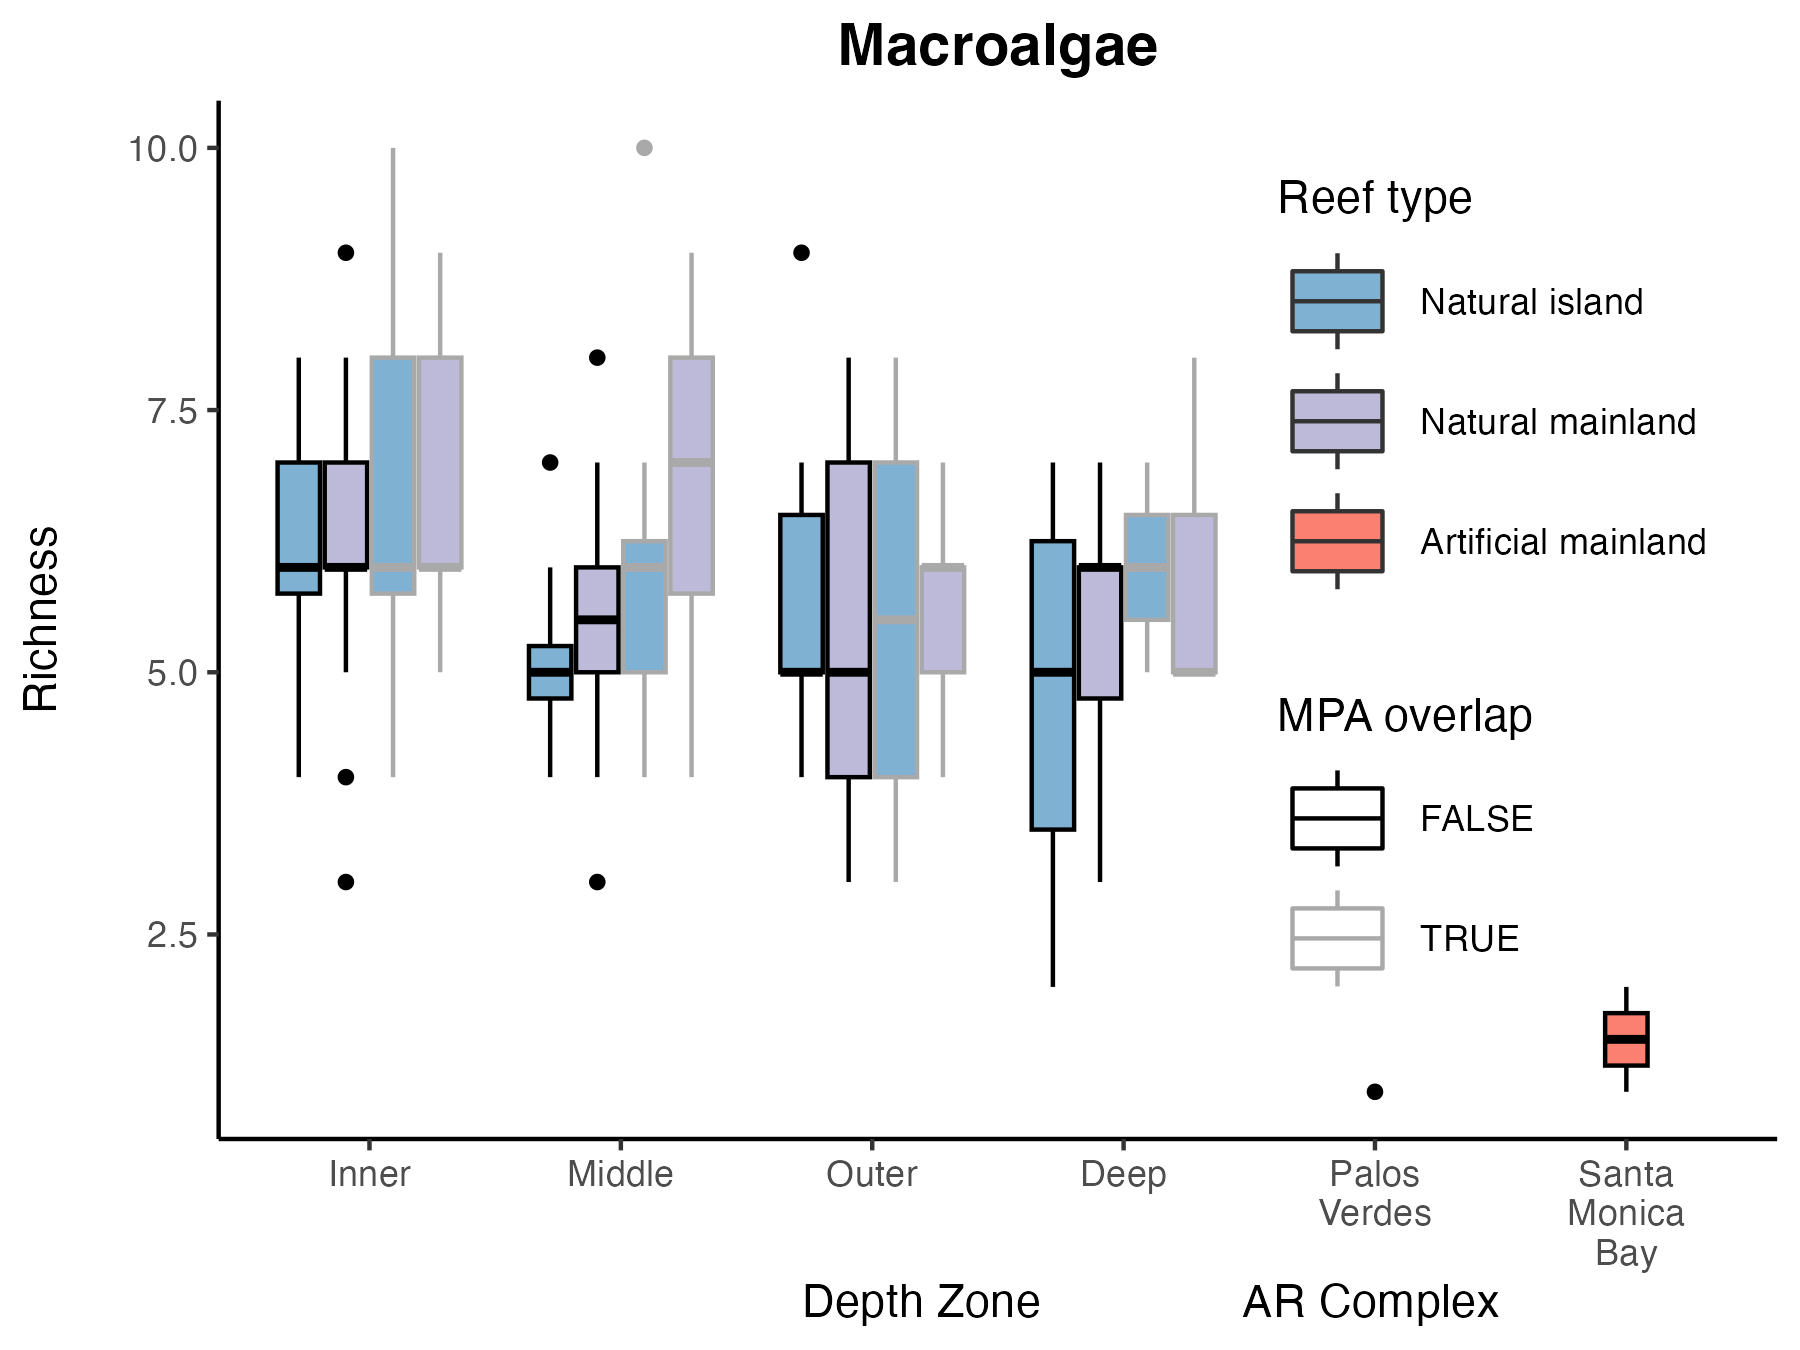 Macroalgae
10.0
7.5
5.0
2.5
Richness
Reef type
Natural island
Natural mainland
Artificial mainland
MPA overlap
FALSE
TRUE
Inner
Middle
Outer
Deep
Palos
Verdes
Santa
Monica
Bay
Depth Zone
AR Complex